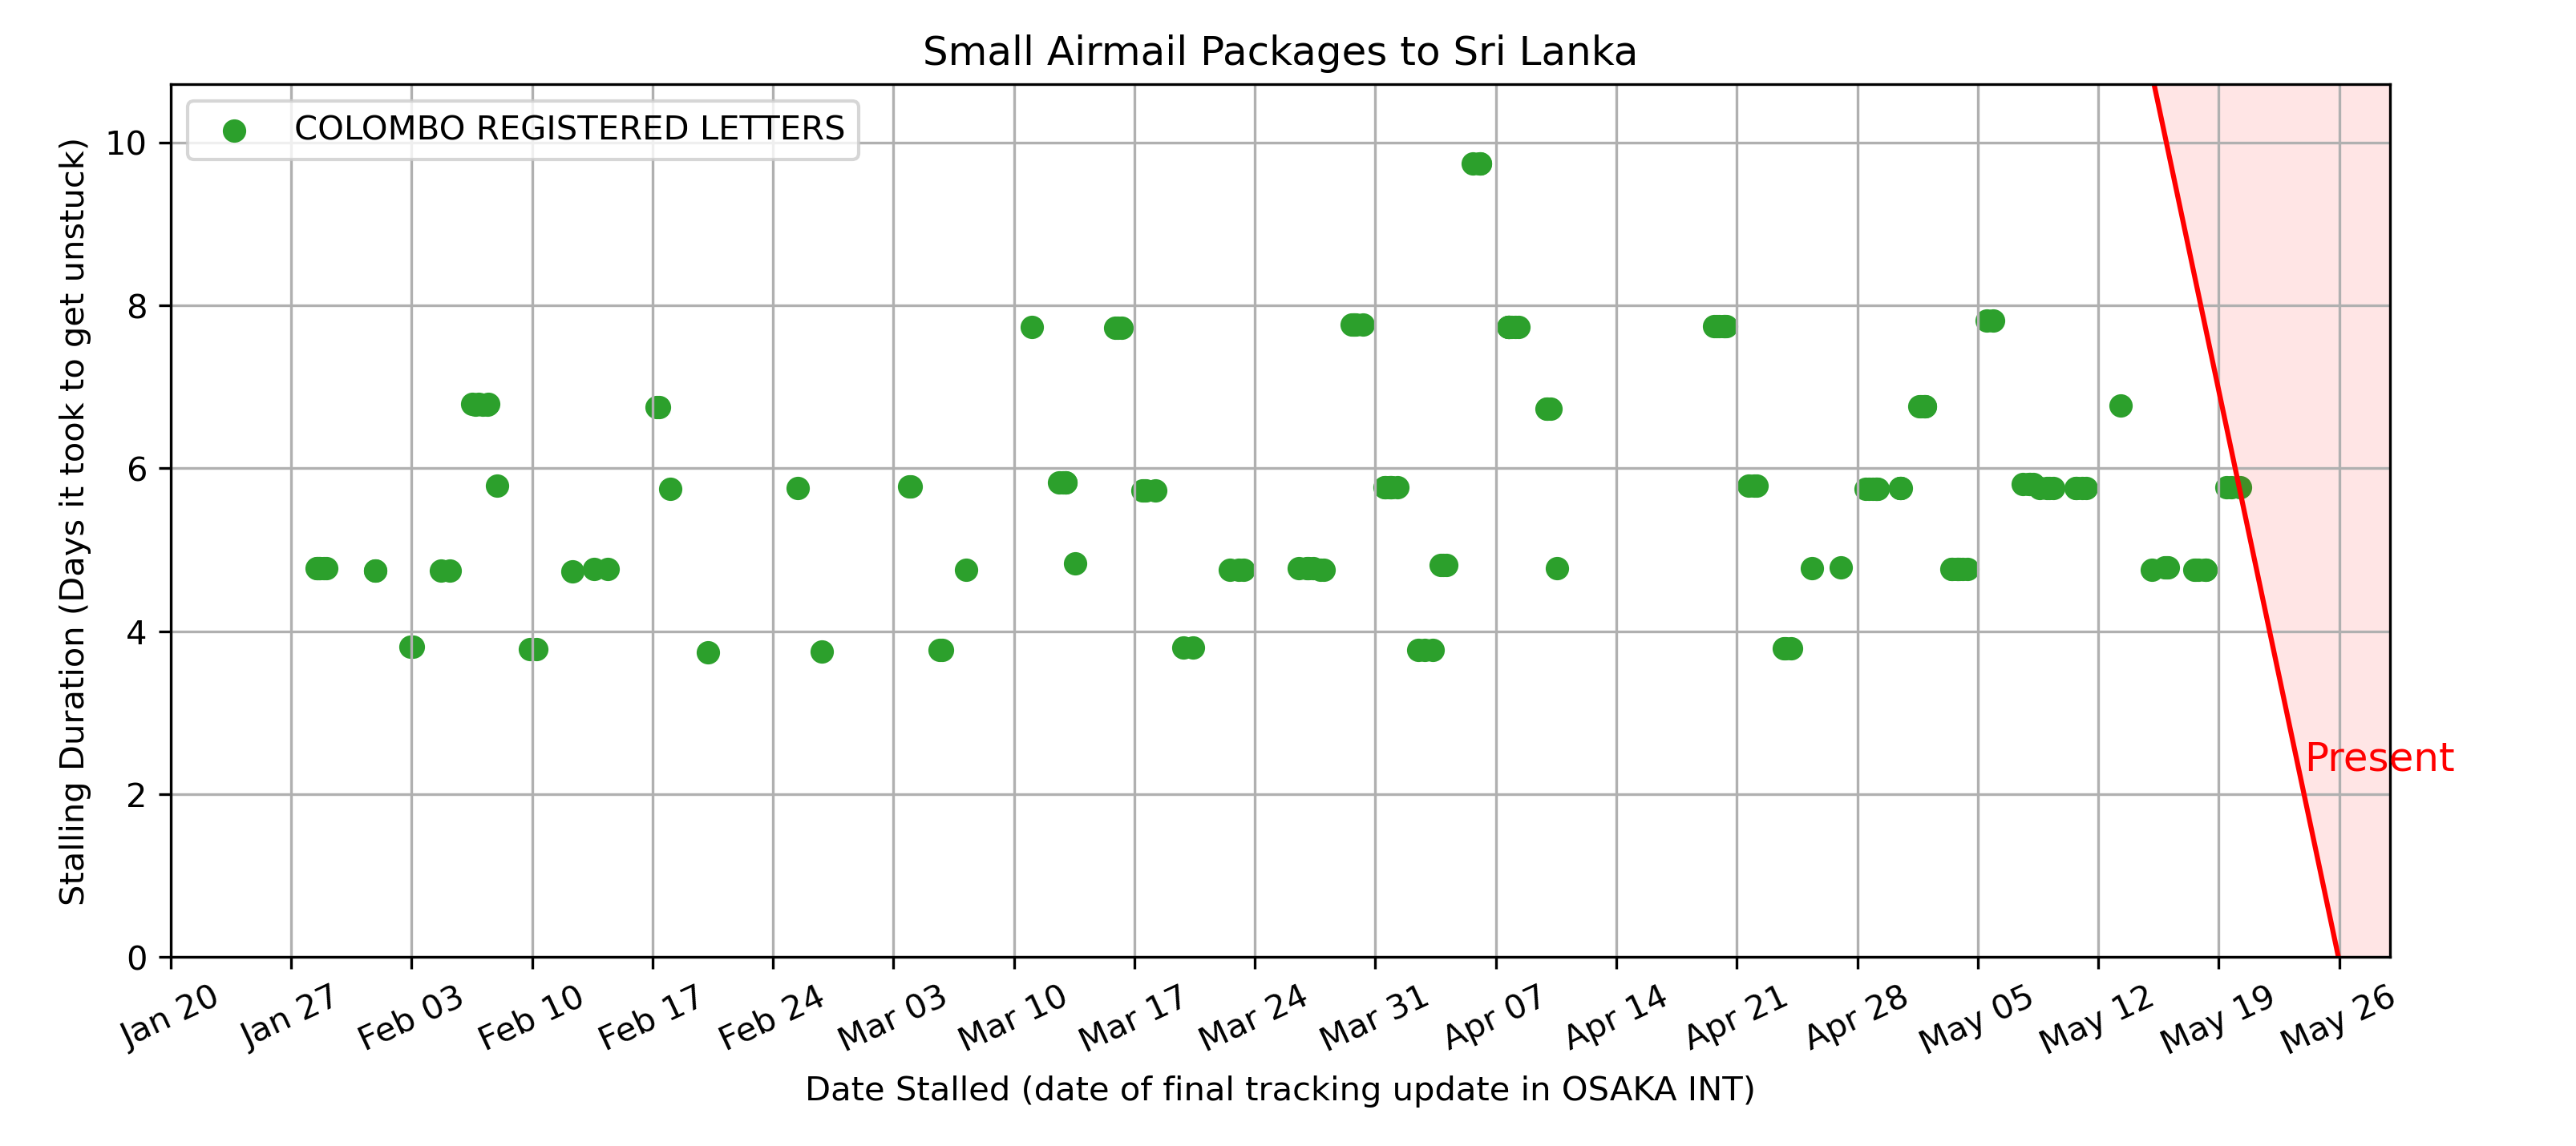 Small Airmail Packages to Sri Lanka
COLOMBO REGISTERED LETTERS
Stalling Duration (Days it took to get unstuck)
10
8
6
4
2
0
Present
Jan 20
Jan 27
Feb 03
Feb 10
Feb 17
Feb 24
Mar 03
Mar 10
Mar 17
Mar 24
Mar 31
Apr 07
Apr 14
Apr 21
Apr 28
May 05
May 12
May 19
May 26
Date Stalled (date of final tracking update in OSAKA INT)